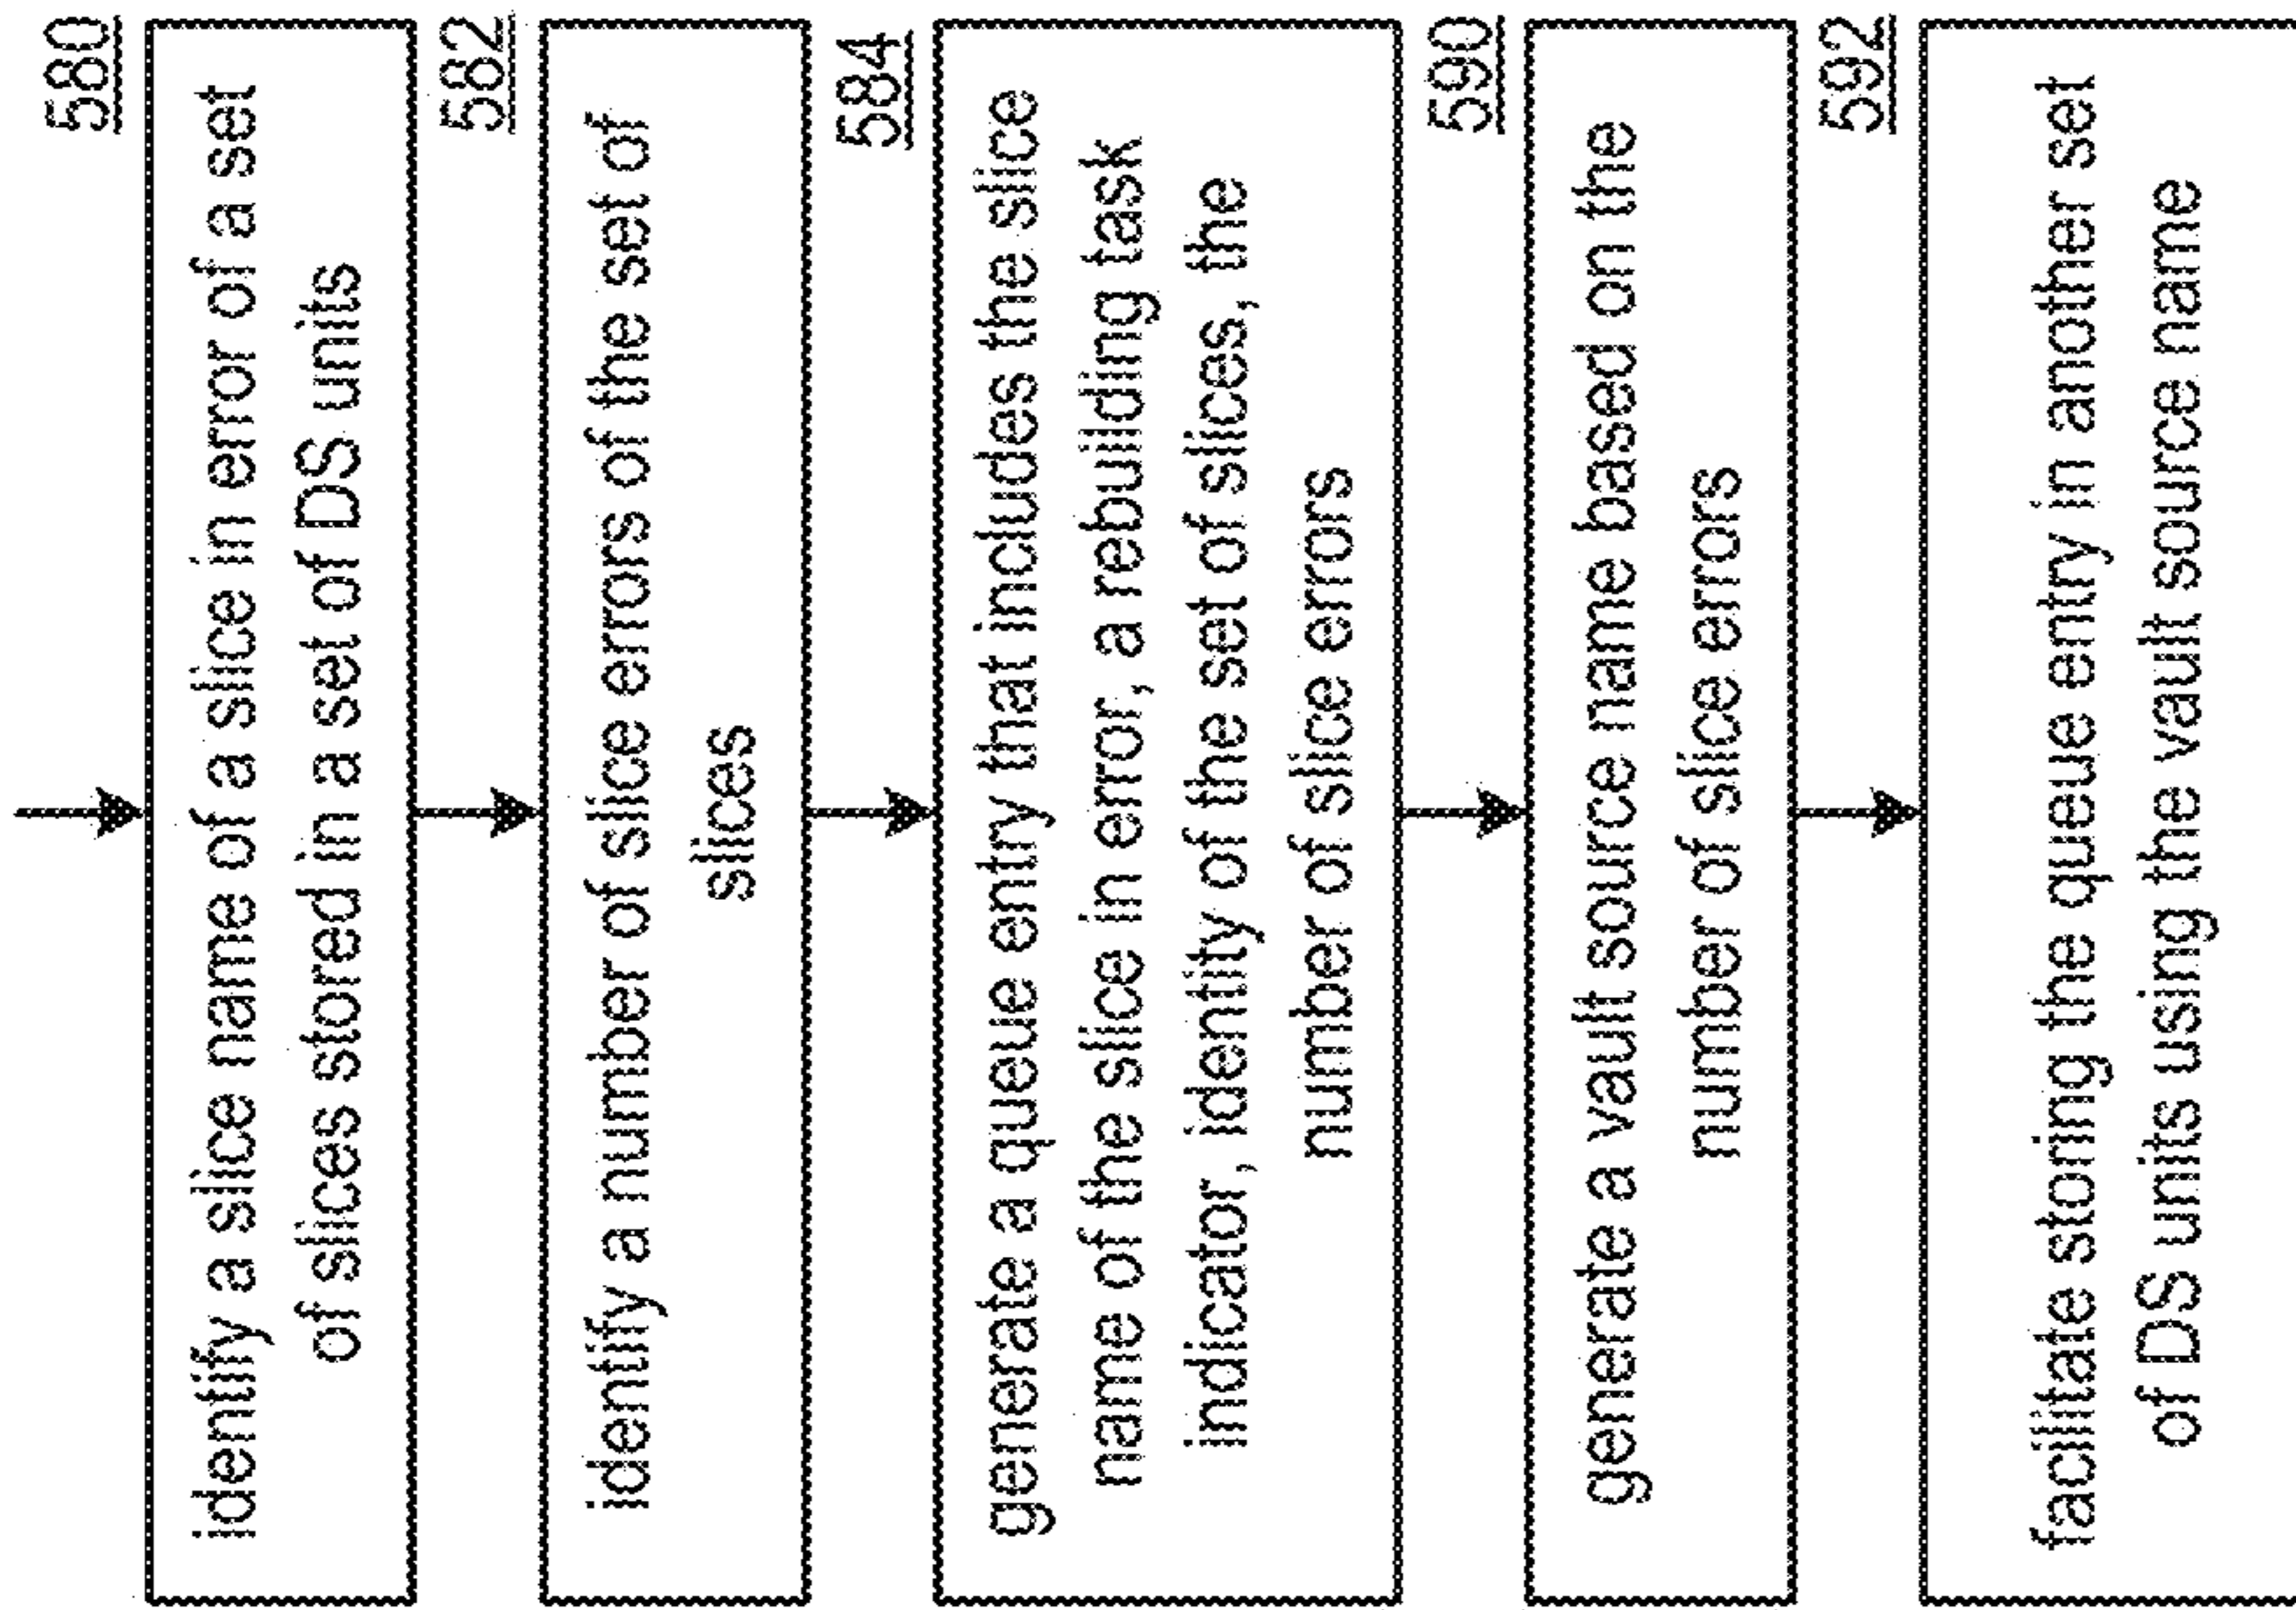 580
identify a slice name of a slice in error of a set
of slices stored in a set of DS units
582
identify a number of slice errors of the set of
slices
584
generate a queue entry that includes the slice
name of the slice in error, a rebuilding task
indicator, identity of the set of slices, the
number of slice errors
590
generate a vault source name based on the
number of slice errors
592
facilitate storing the queue entry in another set
of DS units using the vault source name